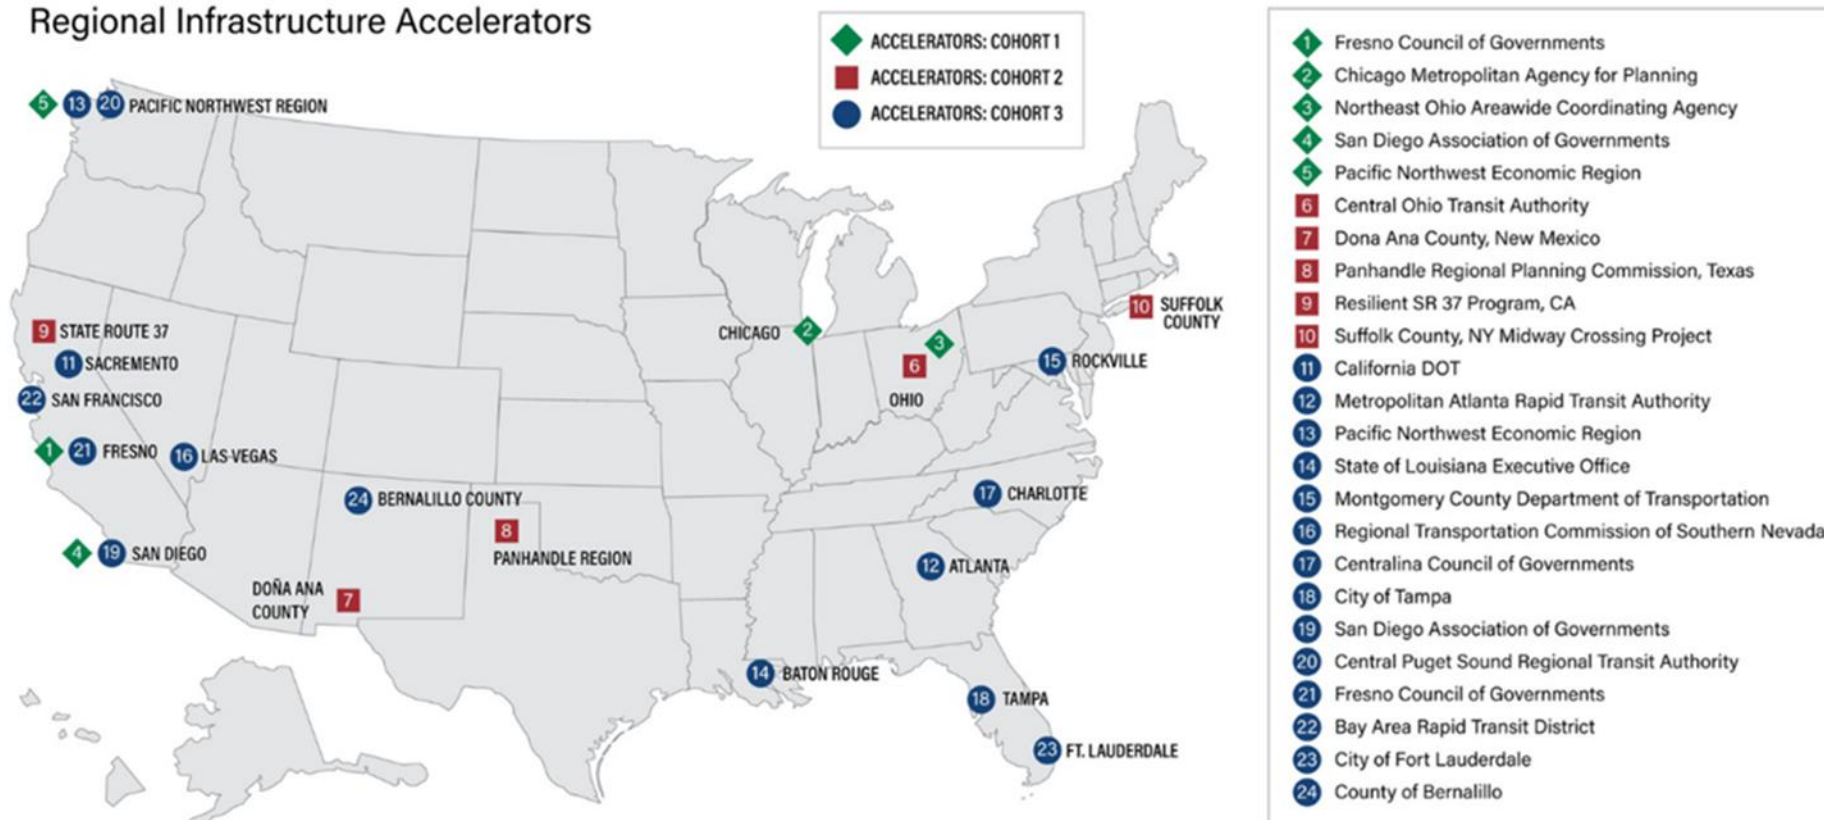 Regional Infrastructure Accelerators
ACCELERATORS: COHORT 1
ACCELERATORS: COHORT 2
ACCELERATORS: COHORT 3
5 13 20 PACIFIC NORTHWEST REGION
9 STATE ROUTE 37
11 SACRAMENTO
22 SAN FRANCISCO
1 21 FRESNO
16 LAS VEGAS
24 BERNALILLO COUNTY
4 19 SAN DIEGO
8
PANHANDLE REGION
DOÑA ANA
COUNTY 7
CHICAGO 2
3
6
OHIO
10 SUFFOLK
COUNTY
15 ROCKVILLE
17 CHARLOTTE
12 ATLANTA
14 BATON ROUGE
18 TAMPA
23 FT. LAUDERDALE
1 Fresno Council of Governments
2 Chicago Metropolitan Agency for Planning
3 Northeast Ohio Areawide Coordinating Agency
4 San Diego Association of Governments
5 Pacific Northwest Economic Region
6 Central Ohio Transit Authority
7 Dona Ana County, New Mexico
8 Panhandle Regional Planning Commission, Texas
9 Resilient SR 37 Program, CA
10 Suffolk County, NY Midway Crossing Project
11 California DOT
12 Metropolitan Atlanta Rapid Transit Authority
13 Pacific Northwest Economic Region
14 State of Louisiana Executive Office
15 Montgomery County Department of Transportation
16 Regional Transportation Commission of Southern Nevada
17 Centralina Council of Governments
18 City of Tampa
19 San Diego Association of Governments
20 Central Puget Sound Regional Transit Authority
21 Fresno Council of Governments
22 Bay Area Rapid Transit District
23 City of Fort Lauderdale
24 County of Bernalillo